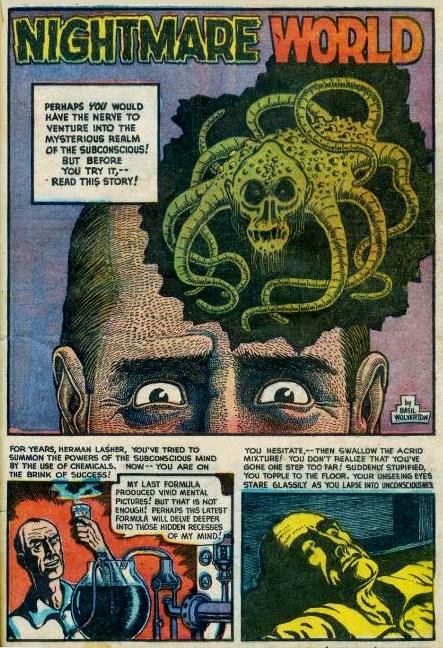 NIGHTMARE WORLD
PERHAPS YOU WOULD
HAVE THE NERVE TO
VENTURE INTO THE
MYSTERIOUS REALM
OF THE SUBCONSCIOUS!
BUT BEFORE
YOU TRY IT,--
READ THIS STORY!
by
BASIL
WOLVERTON
FOR YEARS, HERMAN LASHER, YOU'VE TRIED TO
SUMMON THE POWERS OF THE SUBCONSCIOUS MIND
BY THE USE OF CHEMICALS. NOW-- YOU ARE ON
THE BRINK OF SUCCESS!
MY LAST FORMULA
PRODUCED VIVID MENTAL
PICTURES! BUT THAT IS NOT
ENOUGH! PERHAPS THIS LATEST
FORMULA WILL DELVE DEEPER
INTO THOSE HIDDEN RECESSES
OF MY MIND!
YOU HESITATE,-- THEN SWALLOW THE ACRID
MIXTURE! YOU DON'T REALIZE THAT YOU'VE
GONE ONE STEP TOO FAR! SUDDENLY STUPIFIED,
YOU TOPPLE TO THE FLOOR. YOUR UNSEEING EYES
STARE GLASSILY AS YOU LAPSE INTO UNCONSCIOUSNESS.